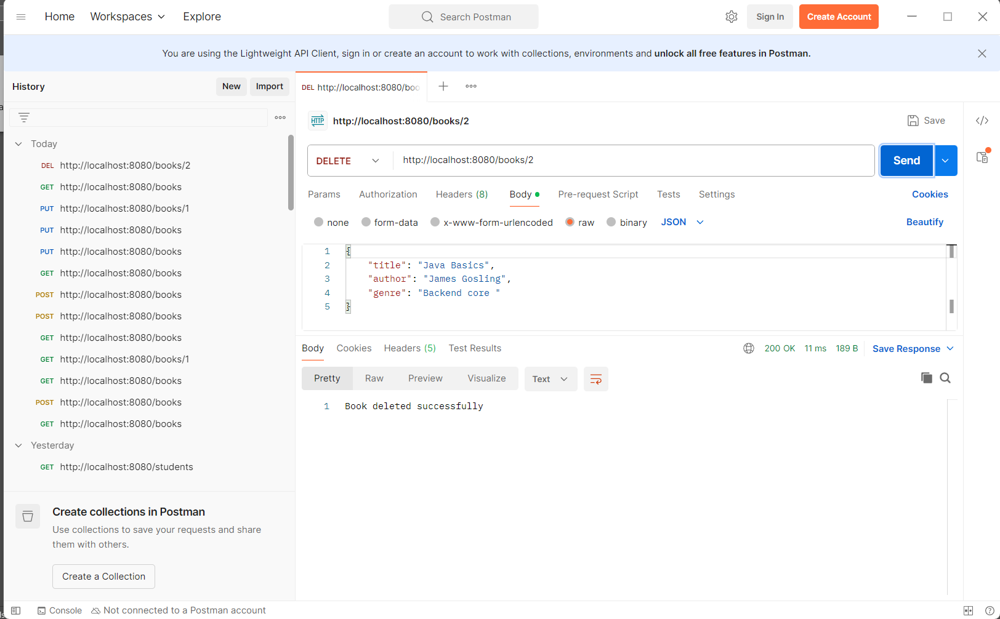 Home Workspaces Explore Search Postman Sign In Create Account
You are using the Lightweight API Client, sign in or create an account to work with collections, environments and unlock all free features in Postman.
History New Import
DEL http://localhost:8080/boo
http://localhost:8080/books/2 Save
Today
DEL http://localhost:8080/books/2
GET http://localhost:8080/books
PUT http://localhost:8080/books/1
PUT http://localhost:8080/books
PUT http://localhost:8080/books
GET http://localhost:8080/books
POST http://localhost:8080/books
POST http://localhost:8080/books
GET http://localhost:8080/books
GET http://localhost:8080/books/1
GET http://localhost:8080/books
POST http://localhost:8080/books
GET http://localhost:8080/books
Yesterday
GET http://localhost:8080/students
Create collections in Postman
Use collections to save your requests and share
them with others.
Create a Collection
HTTP
DELETE http://localhost:8080/books/2 Send
Params Authorization Headers (8) Body Pre-request Script Tests Settings Cookies
none form-data x-www-form-urlencoded raw binary JSON Beautify
1 {
2 "title": "Java Basics",
3 "author": "James Gosling",
4 "genre": "Backend core "
5 }
Body Cookies Headers (5) Test Results 200 OK 11 ms 189 B Save Response
Pretty Raw Preview Visualize Text
1 Book deleted successfully
Console Not connected to a Postman account